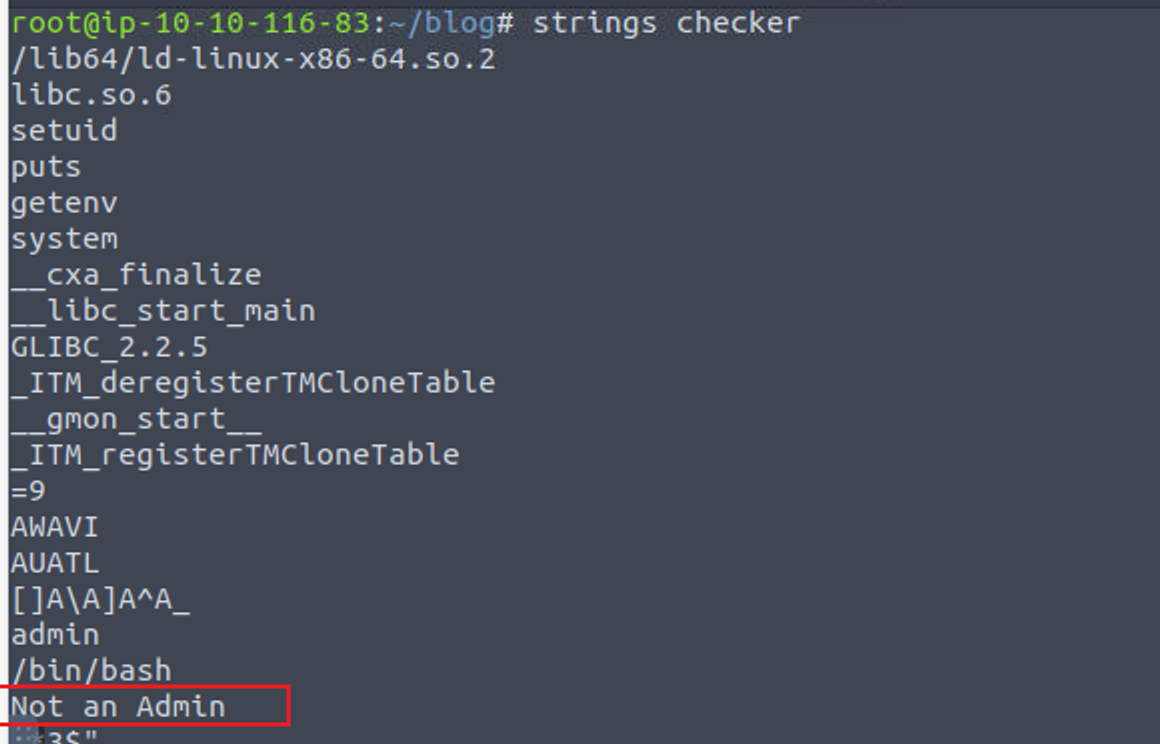 root@ip-10-10-116-83:~/blog# strings checker
/lib64/ld-linux-x86-64.so.2
libc.so.6
setuid
puts
getenv
system
__cxa_finalize
__libc_start_main
GLIBC_2.2.5
_ITM_deregisterTMCloneTable
__gmon_start__
_ITM_registerTMCloneTable
=9
AWAVI
AUATL
[]A\A]A^A_
admin
/bin/bash
Not an Admin
3$"